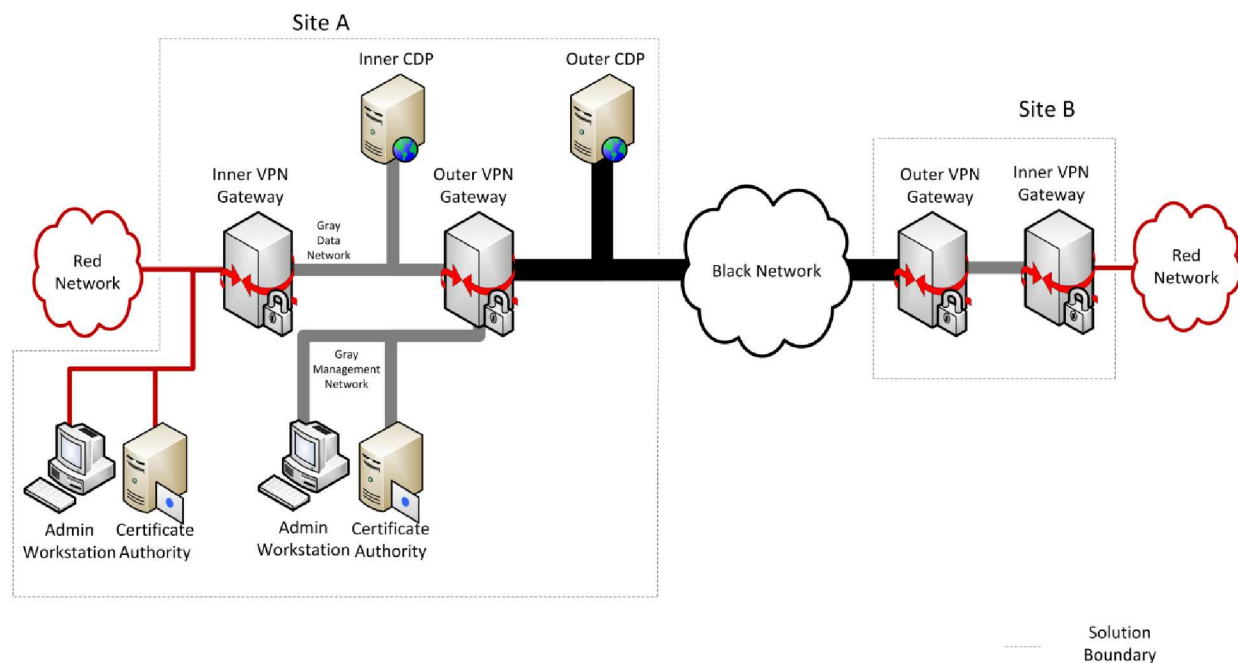 Site A
Inner CDP
Outer CDP
Site B
Inner VPN
Gateway
Outer VPN
Gateway
Outer VPN
Gateway
Inner VPN
Gateway
Gray
Data
Network
Red
Network
Black Network
Red
Network
Gray
Management
Network
Admin
Workstation
Certificate
Authority
Admin
Workstation
Certificate
Authority
Solution
Boundary